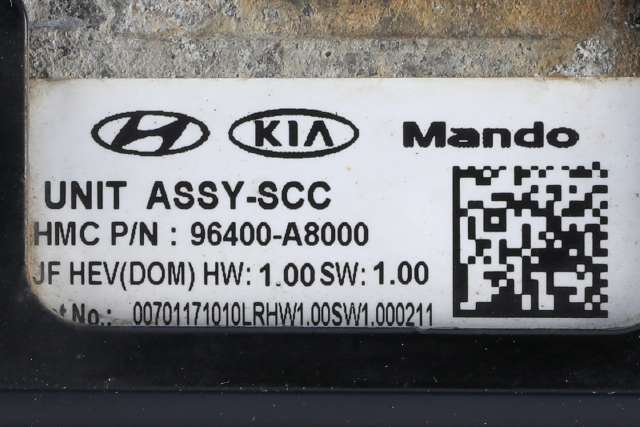 KIA Mando
UNIT ASSY-SCC
HMC P/N : 96400-A8000
JF HEV(DOM) HW: 1.00 SW: 1.00
No.: 00701171010LRHW1.00SW1.000211